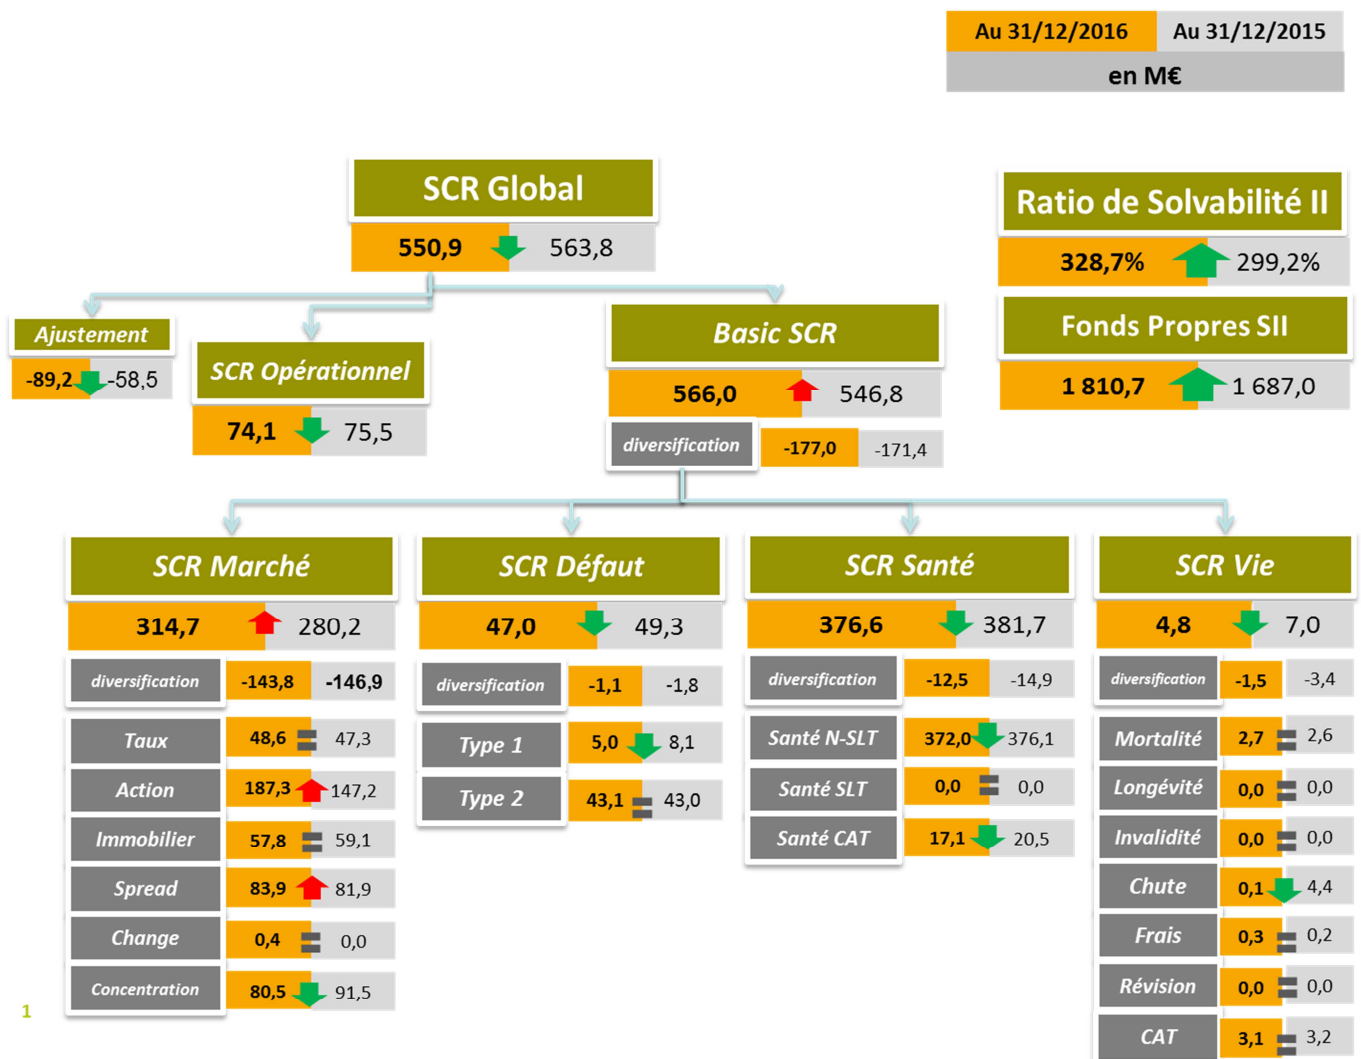 Au 31/12/2016 Au 31/12/2015
en M€
SCR Global
550,9 563,8
Ratio de Solvabilité II
328,7% 299,2%
Fonds Propres SII
1 810,7 1 687,0
Ajustement
-89,2 -58,5
SCR Opérationnel
74,1 75,5
Basic SCR
566,0 546,8
diversification -177,0 -171,4
SCR Marché
314,7 280,2
diversification -143,8 -146,9
Taux 48,6 = 47,3
Action 187,3 147,2
Immobilier 57,8 = 59,1
Spread 83,9 81,9
Change 0,4 = 0,0
Concentration 80,5 91,5
SCR Défaut
47,0 49,3
diversification -1,1 -1,8
Type 1 5,0 8,1
Type 2 43,1 = 43,0
SCR Santé
376,6 381,7
diversification -12,5 -14,9
Santé N-SLT 372,0 376,1
Santé SLT 0,0 = 0,0
Santé CAT 17,1 20,5
SCR Vie
4,8 7,0
diversification -1,5 -3,4
Mortalité 2,7 = 2,6
Longévité 0,0 = 0,0
Invalidité 0,0 = 0,0
Chute 0,1 4,4
Frais 0,3 = 0,2
Révision 0,0 = 0,0
CAT 3,1 = 3,2
1